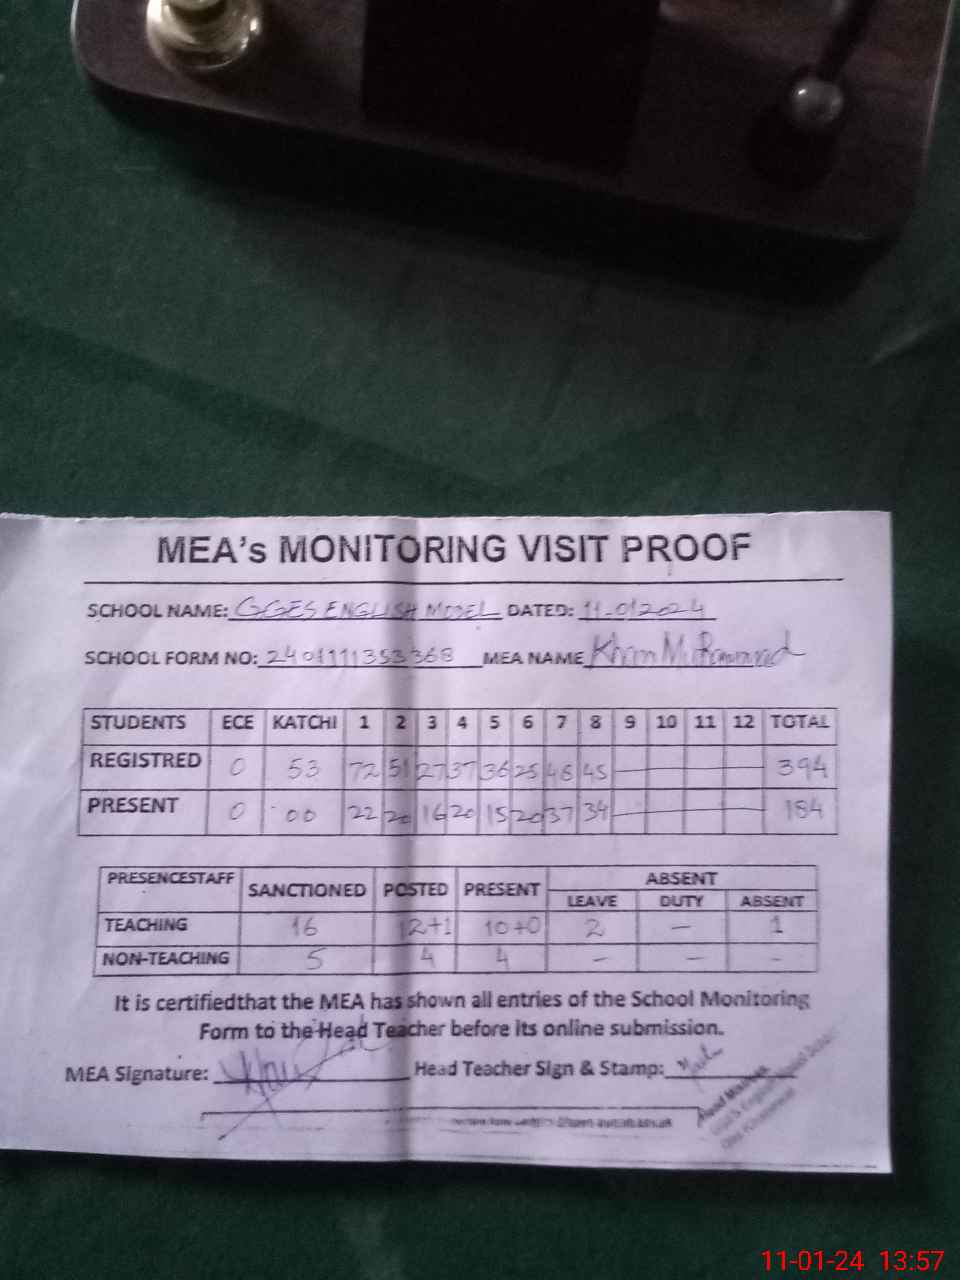 MEA's MONITORING VISIT PROOF
SCHOOL NAME: GGES ENGLISH MODEL DATED: 11-012024
SCHOOL FORM NO: 2401111353368 MEA NAME Khan Muhammad
STUDENTS ECE KATCHI 1 2 3 4 5 6 7 8 9 10 11 12 TOTAL
REGISTRED 0 53 72 51 27 37 36 25 48 45 394
PRESENT 0 00 22 20 16 20 15 20 37 34 184
PRESENCESTAFF SANCTIONED POSTED PRESENT ABSENT
LEAVE DUTY ABSENT
TEACHING 16 12+1 10+0 2 — 1
NON-TEACHING 5 4 4 — — -
It is certifiedthat the MEA has shown all entries of the School Monitoring
Form to the Head Teacher before its online submission.
MEA Signature: Head Teacher Sign & Stamp:
11-01-24 13:57